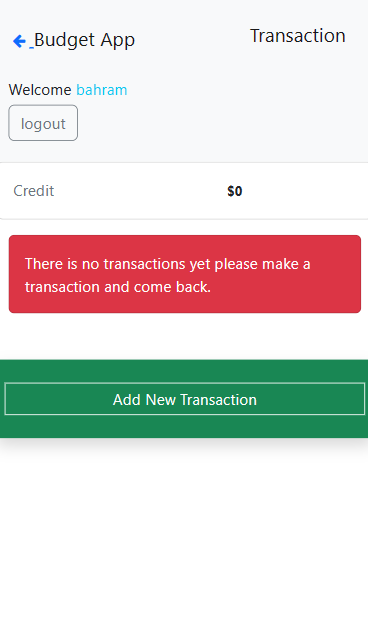 Budget App
Transaction
Welcome bahram
logout
Credit $0
There is no transactions yet please make a
transaction and come back.
Add New Transaction